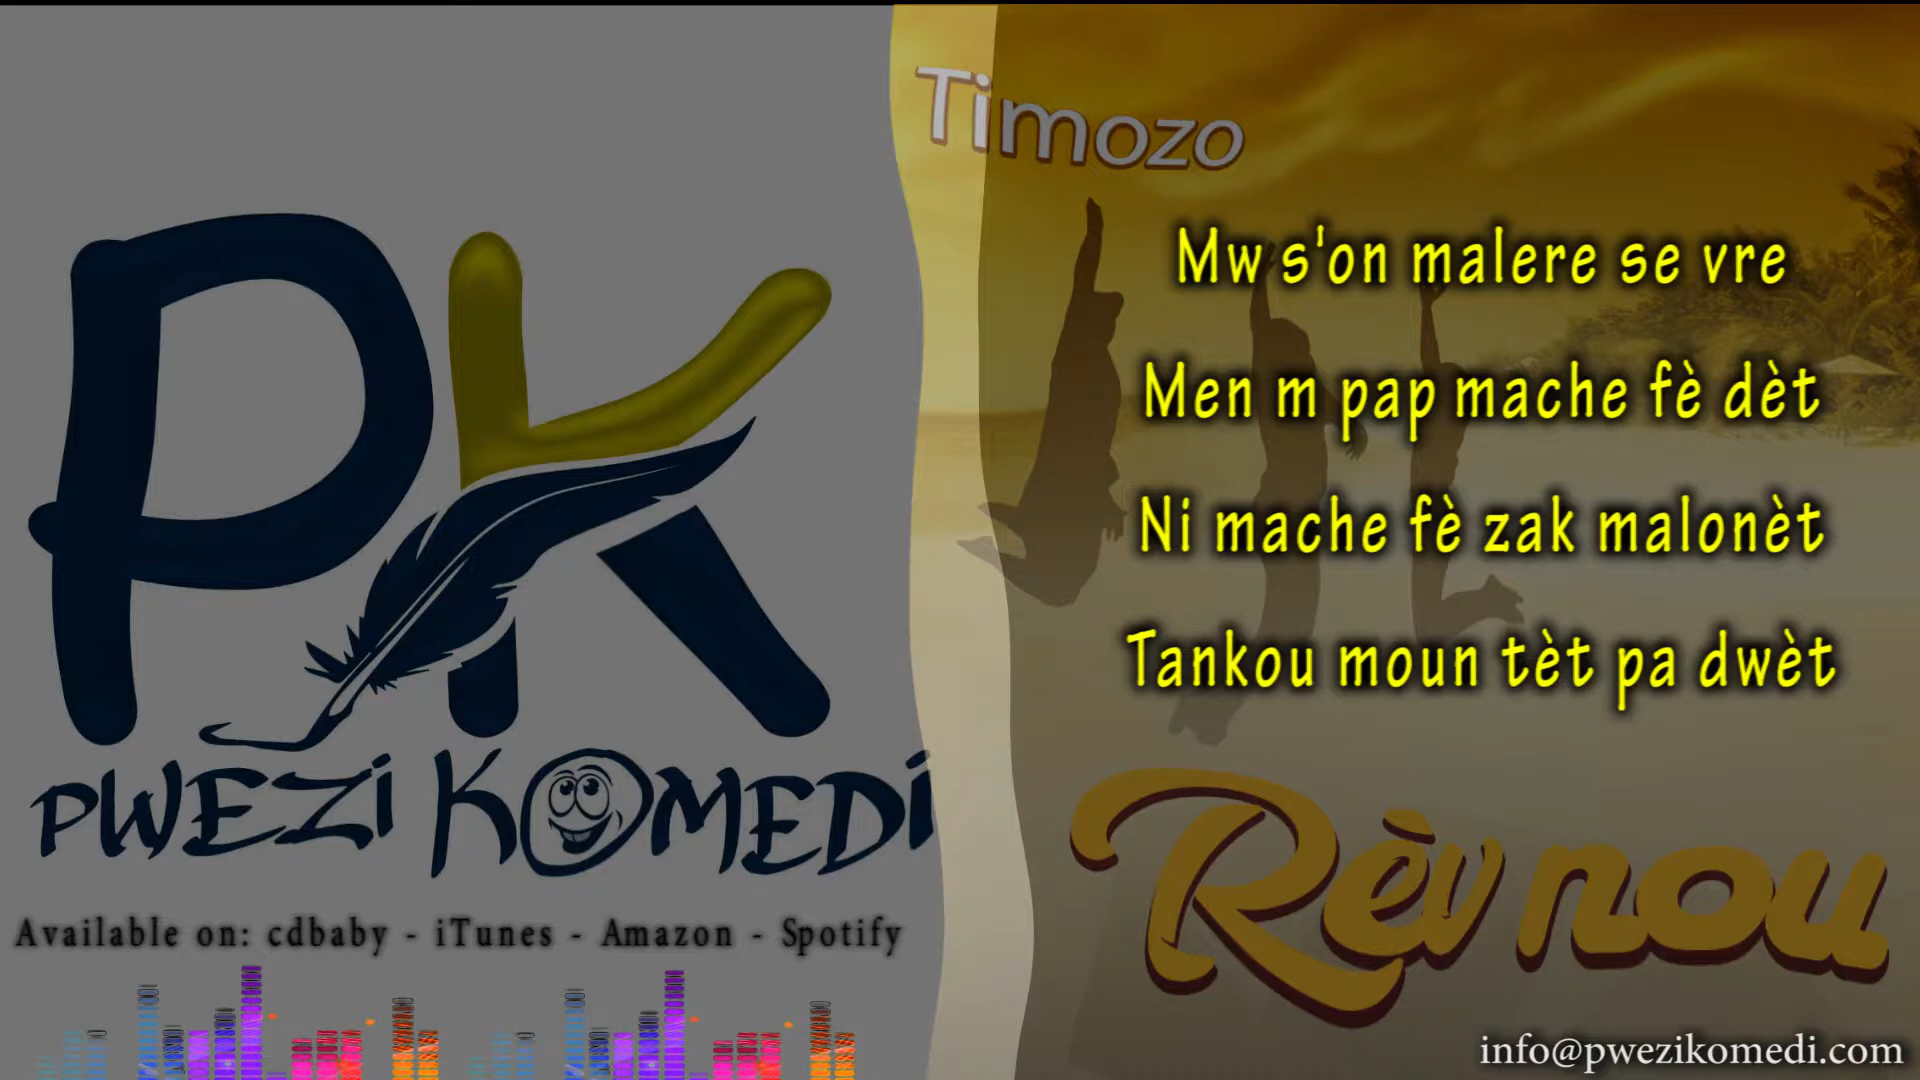 PK
PWEZI KOMEDI
Available on: cdbaby - iTunes - Amazon - Spotify
Timozo
Mw s'on malere se vre
Men m pap mache fè dèt
Ni mache fè zak malonèt
Tankou moun tèt pa dwèt
Rèv nou
info@pwezikomedi.com